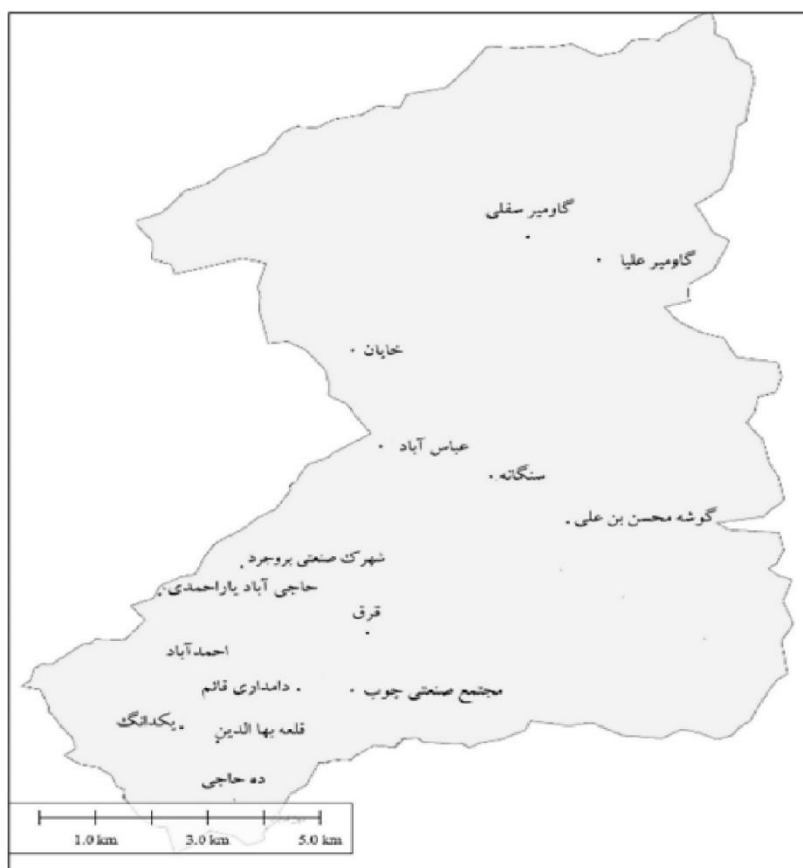 گاومیر سفلی
گاومیر علیا
خایان
عباس آباد
سنگانه
گوشه محسن بن علی
شهرک صنعتی بروجرد
حاجی آباد یاراحمدی
قرق
احمدآباد
دامداری قائم
مجتمع صنعتی چوب
یکدانگ
قلعه بها الدین
ده حاجی
1.0 km 3.0 km 5.0 km